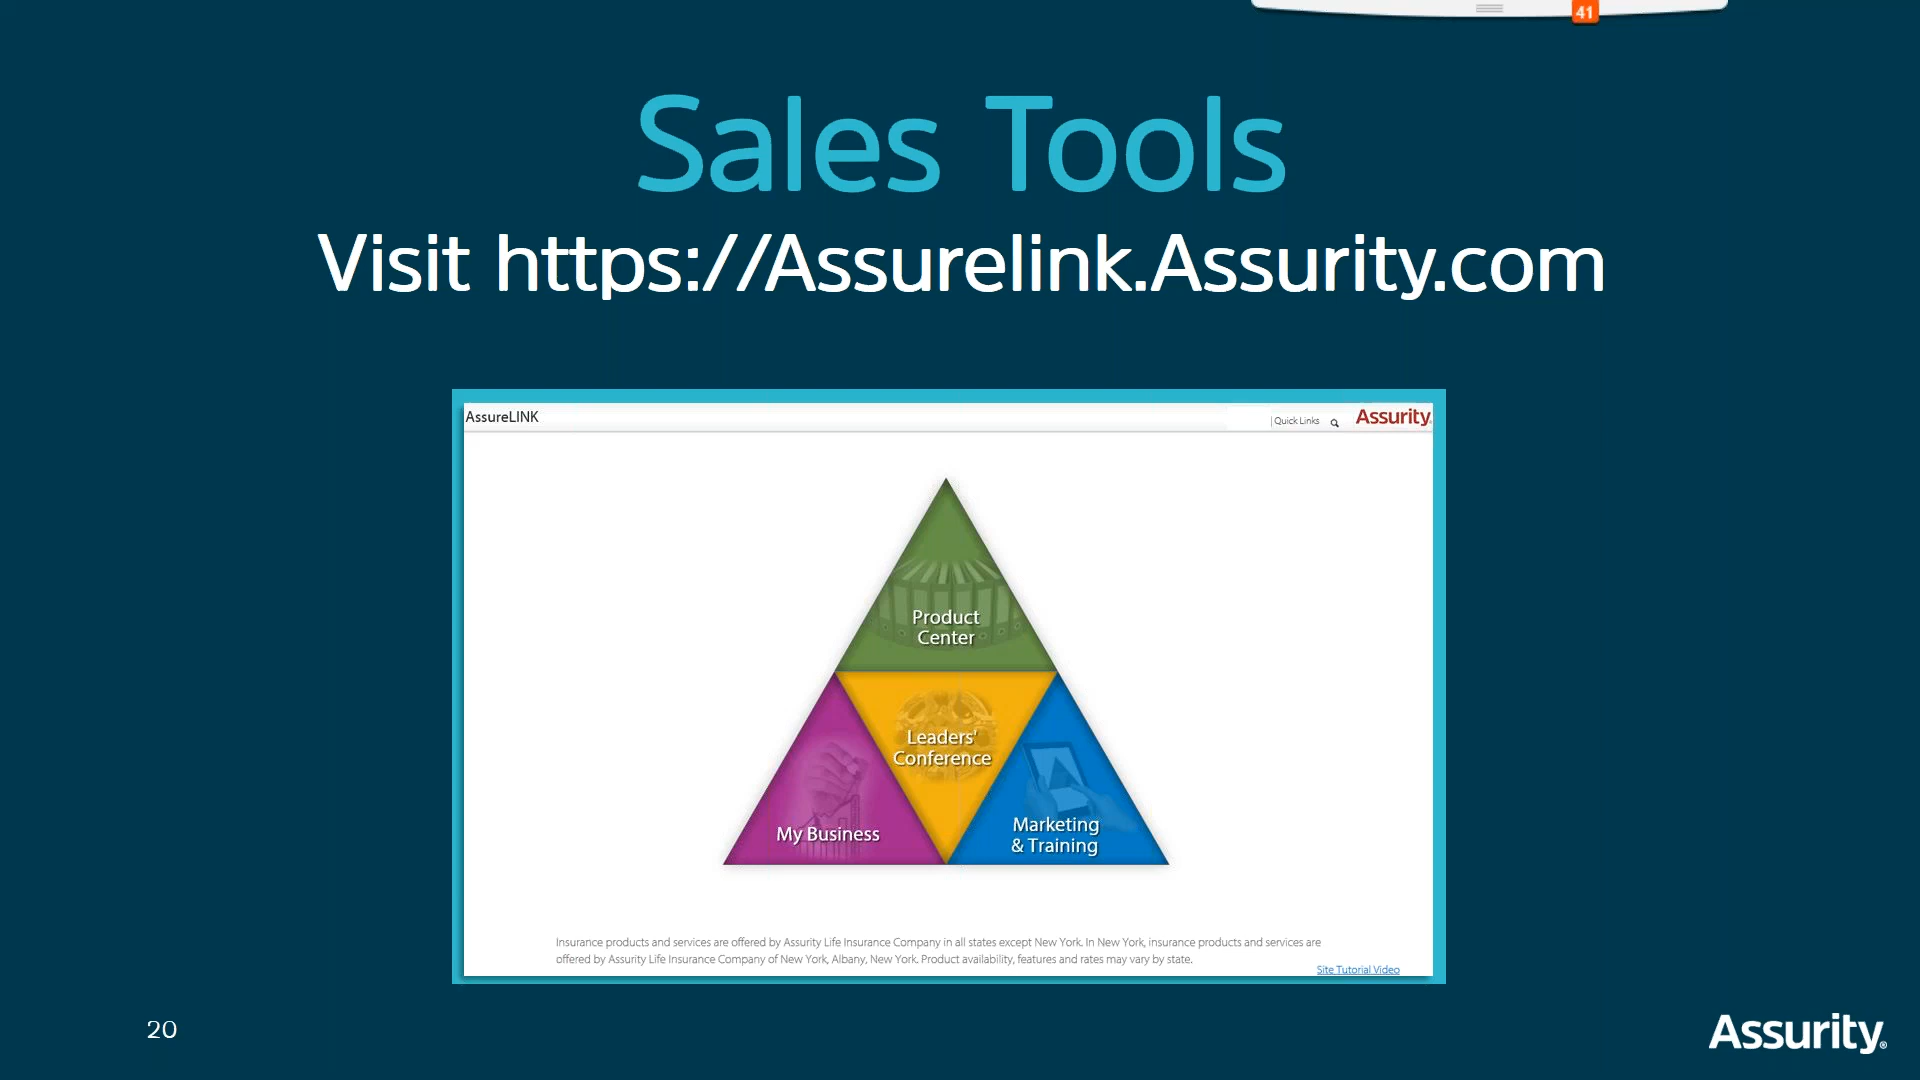 41
Sales Tools
Visit https://Assurelink.Assurity.com
AssureLINK
Quick Links
Assurity
Product
Center
Leaders'
Conference
My Business
Marketing
& Training
Insurance products and services are offered by Assurity Life Insurance Company in all states except New York. In New York, insurance products and services are
offered by Assurity Life Insurance Company of New York, Albany, New York. Product availability, features and rates may vary by state.
Site Tutorial Video
20
Assurity®